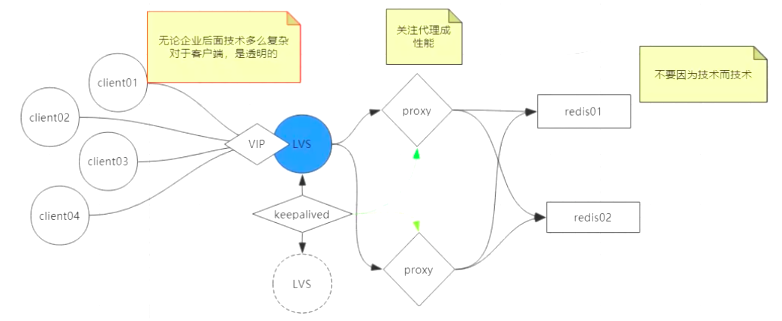 无论企业后面技术多么复杂
对于客户端，是透明的
关注代理成
性能
不要因为技术而技术
client01
client02
client03
client04
VIP
LVS
keepalived
LVS
proxy
proxy
redis01
redis02